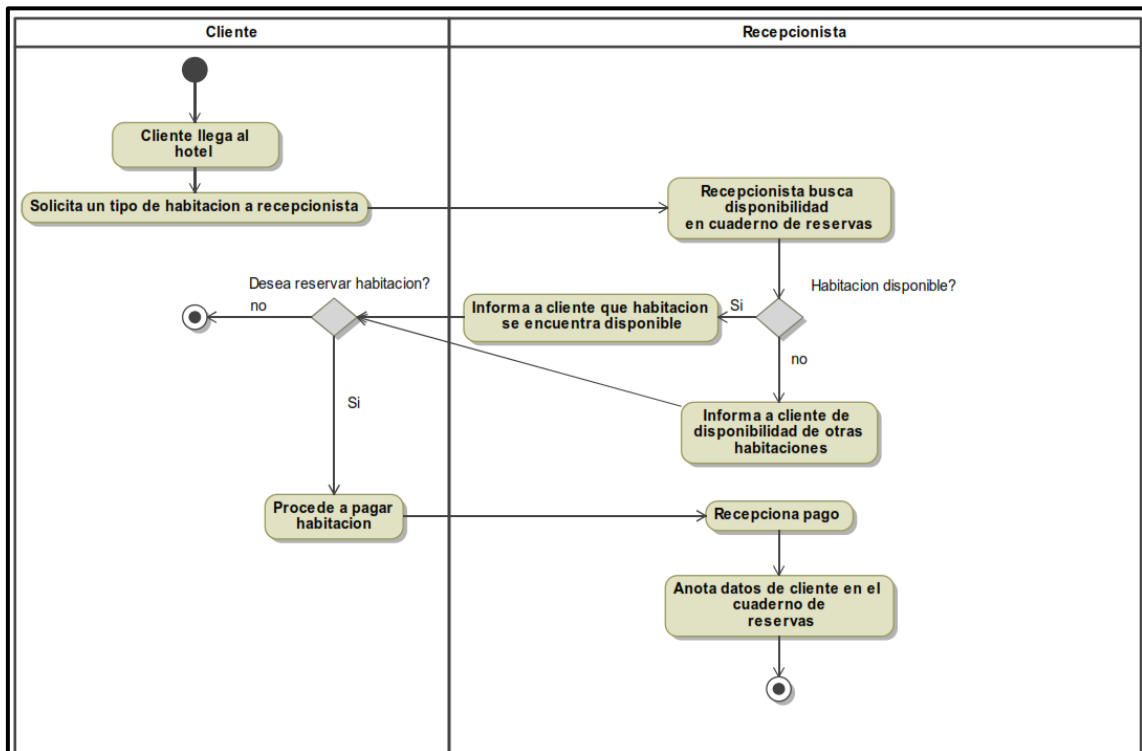 Cliente
Recepcionista
Cliente llega al
hotel
Solicita un tipo de habitacion a recepcionista
Recepcionista busca
disponibilidad
en cuaderno de reservas
Desea reservar habitacion?
no
Informa a cliente que habitacion
se encuentra disponible
Si
Habitacion disponible?
no
Si
Informa a cliente de
disponibilidad de otras
habitaciones
Procede a pagar
habitacion
Recepciona pago
Anota datos de cliente en el
cuaderno de
reservas